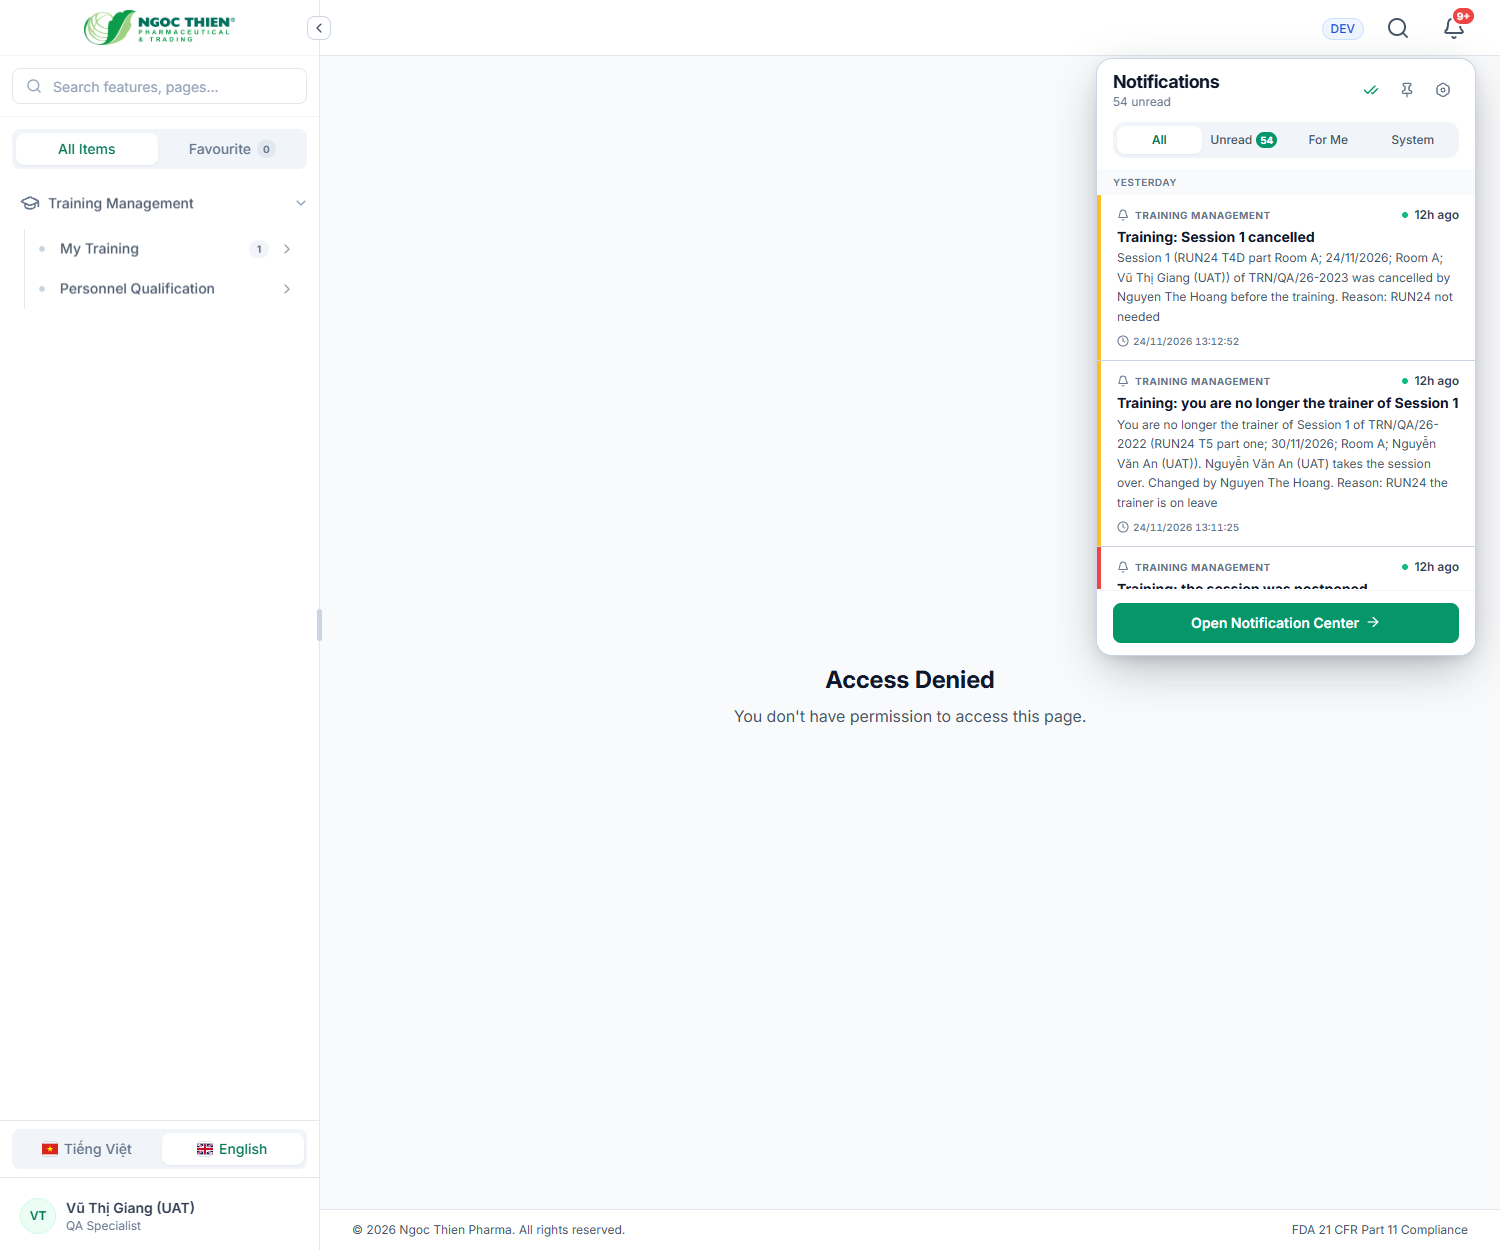 NGOC THIEN®
PHARMACEUTICAL
& TRADING
Search features, pages...
All Items
Favourite 0
Training Management
My Training 1
Personnel Qualification
Tiếng Việt
English
VT
Vũ Thị Giang (UAT)
QA Specialist
DEV
9+
Notifications
54 unread
All
Unread 54
For Me
System
YESTERDAY
TRAINING MANAGEMENT
12h ago
Training: Session 1 cancelled
Session 1 (RUN24 T4D part Room A; 24/11/2026; Room A;
Vũ Thị Giang (UAT)) of TRN/QA/26-2023 was cancelled by
Nguyen The Hoang before the training. Reason: RUN24 not
needed
24/11/2026 13:12:52
TRAINING MANAGEMENT
12h ago
Training: you are no longer the trainer of Session 1
You are no longer the trainer of Session 1 of TRN/QA/26-
2022 (RUN24 T5 part one; 30/11/2026; Room A; Nguyễn
Văn An (UAT)). Nguyễn Văn An (UAT) takes the session
over. Changed by Nguyen The Hoang. Reason: RUN24 the
trainer is on leave
24/11/2026 13:11:25
TRAINING MANAGEMENT
12h ago
Training: the session was postponed
Open Notification Center
Access Denied
You don't have permission to access this page.
© 2026 Ngoc Thien Pharma. All rights reserved.
FDA 21 CFR Part 11 Compliance